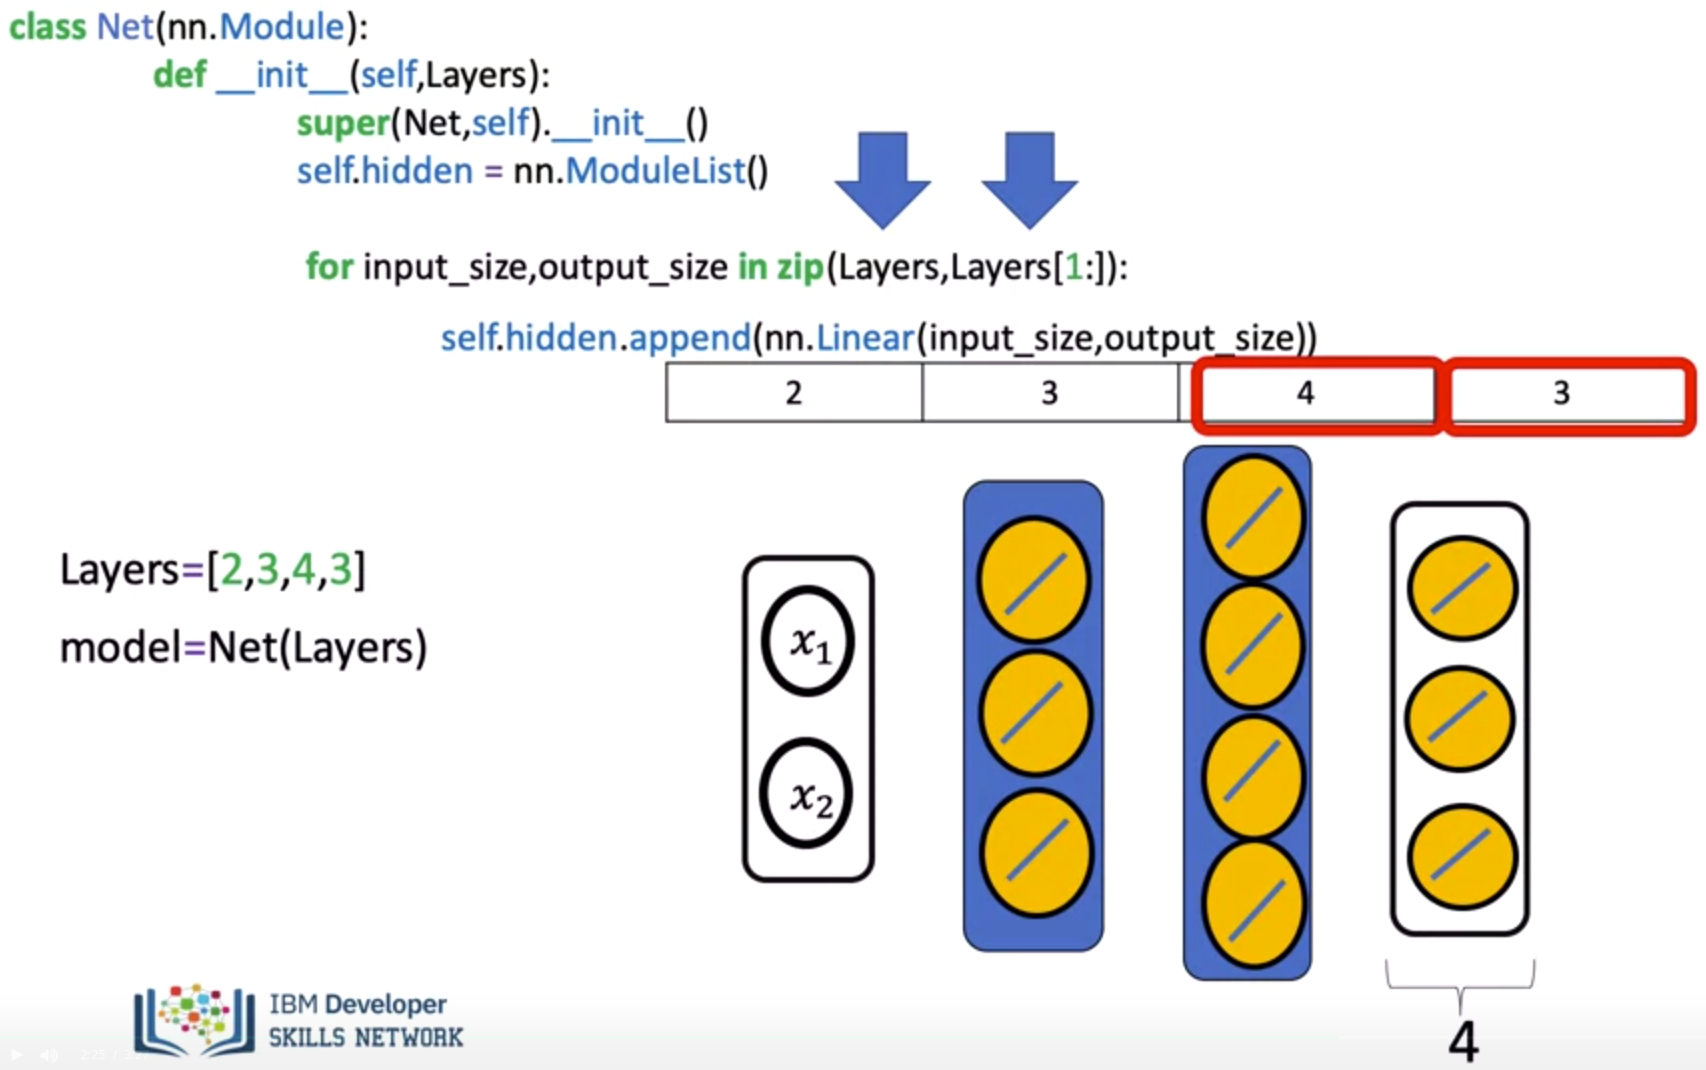 class Net(nn.Module):
def __init__(self,Layers):
super(Net,self).__init__()
self.hidden = nn.ModuleList()
for input_size,output_size in zip(Layers,Layers[1:]):
self.hidden.append(nn.Linear(input_size,output_size))
2 3 4 3
Layers=[2,3,4,3]
model=Net(Layers)
x₁
x₂
4
IBM Developer
SKILLS NETWORK